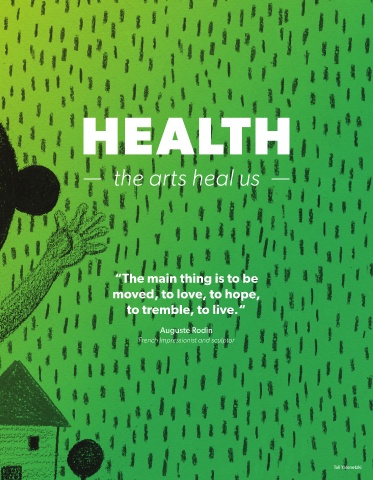 HEALTH
— the arts heal us —
“The main thing is to be
moved, to love, to hope,
to tremble, to live.”
Auguste Rodin
French impressionist and sculptor